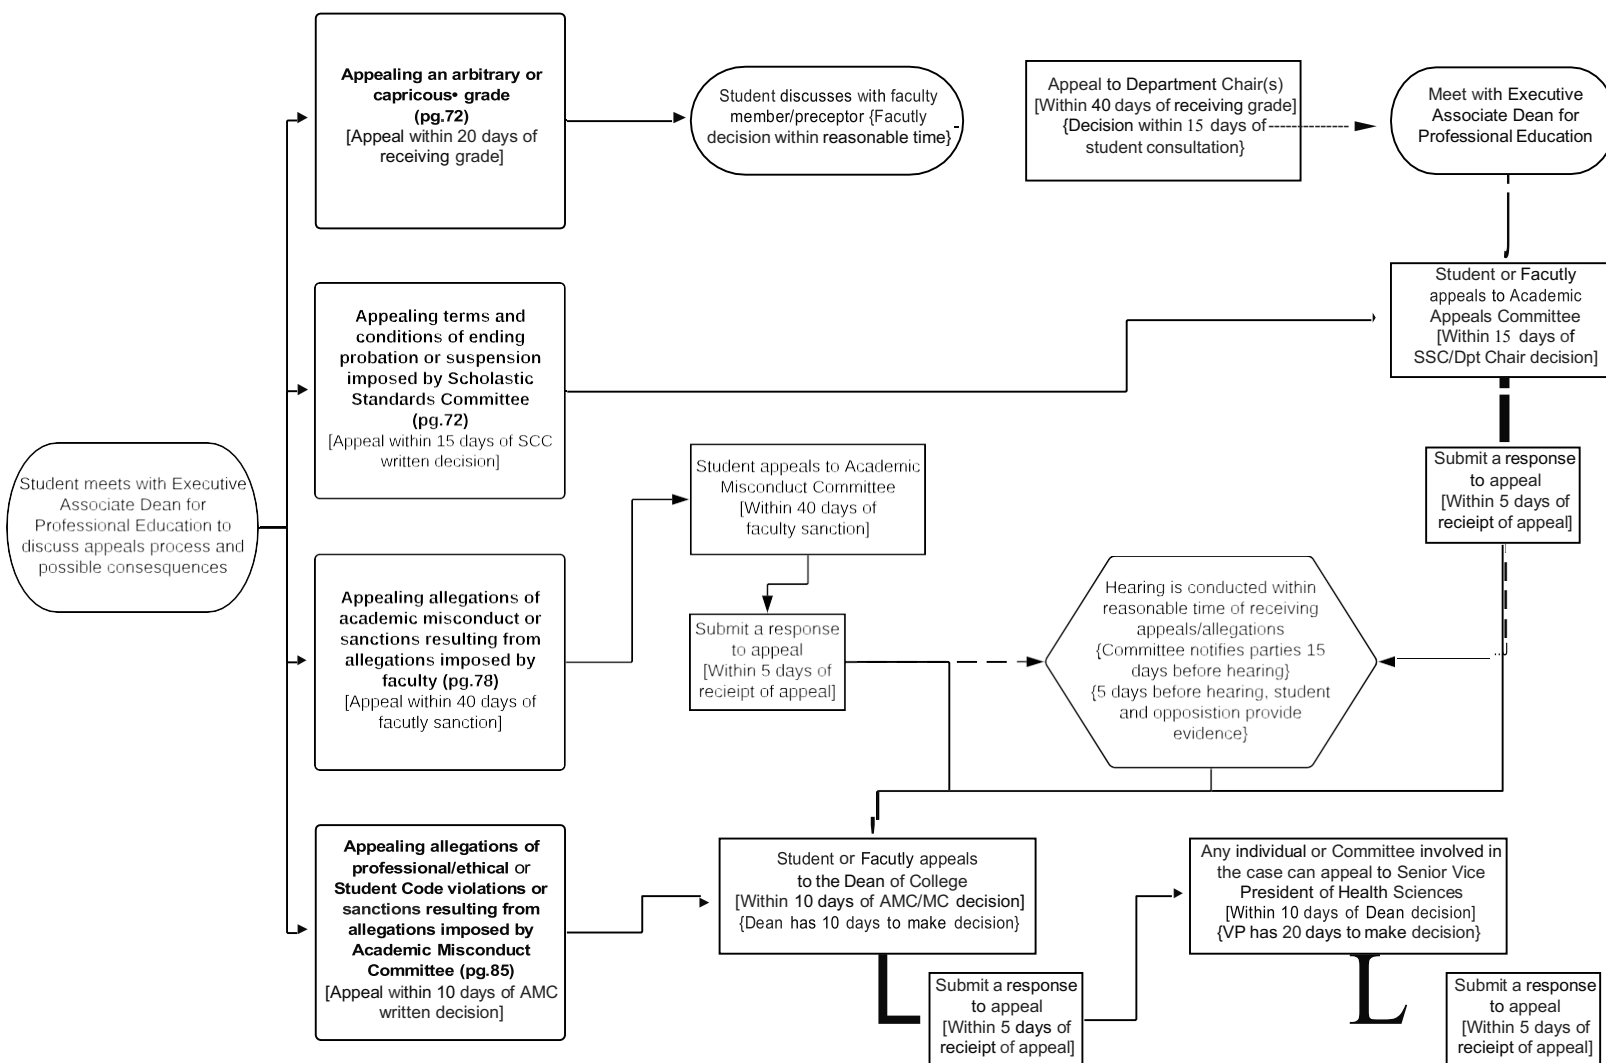 Student meets with Executive
Associate Dean for
Professional Education to
discuss appeals process and
possible consesquences
Appealing an arbitrary or
capricous• grade
(pg.72)
[Appeal within 20 days of
receiving grade]
Student discusses with faculty
member/preceptor {Factuly
decision within reasonable time}
Appeal to Department Chair(s)
[Within 40 days of receiving grade]
{Decision within 15 days of
student consultation}
Meet with Executive
Associate Dean for
Professional Education
Appealing terms and
conditions of ending
probation or suspension
imposed by Scholastic
Standards Committee
(pg.72)
[Appeal within 15 days of SCC
written decision]
Student or Facutly
appeals to Academic
Appeals Committee
[Within 15 days of
SSC/Dpt Chair decision]
Submit a response
to appeal
[Within 5 days of
recieipt of appeal]
Appealing allegations of
academic misconduct or
sanctions resulting from
allegations imposed by
faculty (pg.78)
[Appeal within 40 days of
facutly sanction]
Student appeals to Academic
Misconduct Committee
[Within 40 days of
faculty sanction]
Submit a response
to appeal
[Within 5 days of
recieipt of appeal]
Hearing is conducted within
reasonable time of receiving
appeals/allegations
{Committee notifies parties 15
days before hearing}
{5 days before hearing, student
and opposistion provide
evidence}
Appealing allegations of
professional/ethical or
Student Code violations or
sanctions resulting from
allegations imposed by
Academic Misconduct
Committee (pg.85)
[Appeal within 10 days of AMC
written decision]
Student or Facutly appeals
to the Dean of College
[Within 10 days of AMC/MC decision]
{Dean has 10 days to make decision}
Submit a response
to appeal
[Within 5 days of
recieipt of appeal]
Any individual or Committee involved in
the case can appeal to Senior Vice
President of Health Sciences
[Within 10 days of Dean decision]
{VP has 20 days to make decision}
L
Submit a response
to appeal
[Within 5 days of
recieipt of appeal]